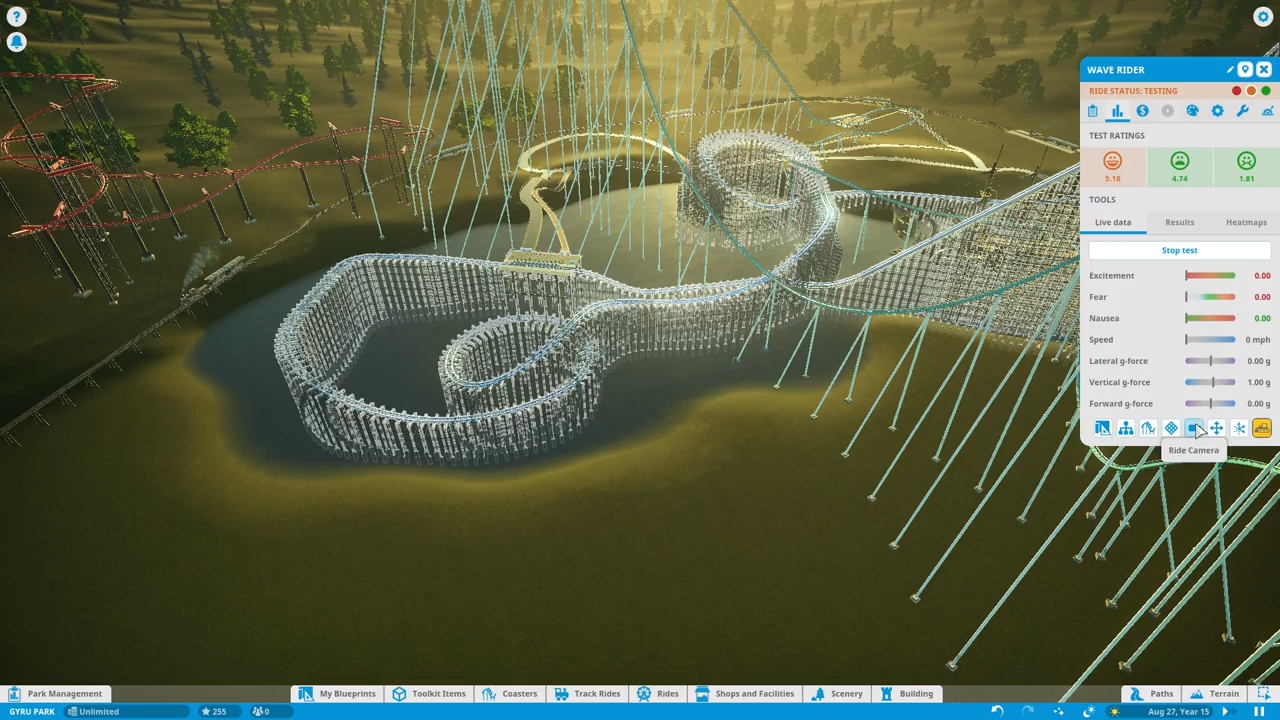 ?
WAVE RIDER
RIDE STATUS: TESTING
TEST RATINGS
5.10 4.74 1.81
TOOLS
Live data Results Heatmaps
Stop test
Excitement 0.00
Fear 0.00
Nausea 0.00
Speed 0 mph
Lateral g-force 0.00 g
Vertical g-force 1.00 g
Forward g-force 0.00 g
Ride Camera
Park Management My Blueprints Toolkit Items Coasters Track Rides Rides Shops and Facilities Scenery Building Paths Terrain
GYRU PARK Unlimited 255 0 Aug 27, Year 15